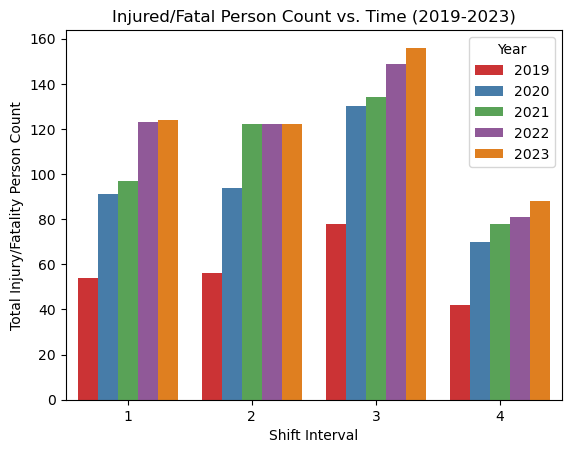 Injured/Fatal Person Count vs. Time (2019-2023)
Total Injury/Fatality Person Count
160
140
120
100
80
60
40
20
0
Year
2019
2020
2021
2022
2023
1 2 3 4
Shift Interval